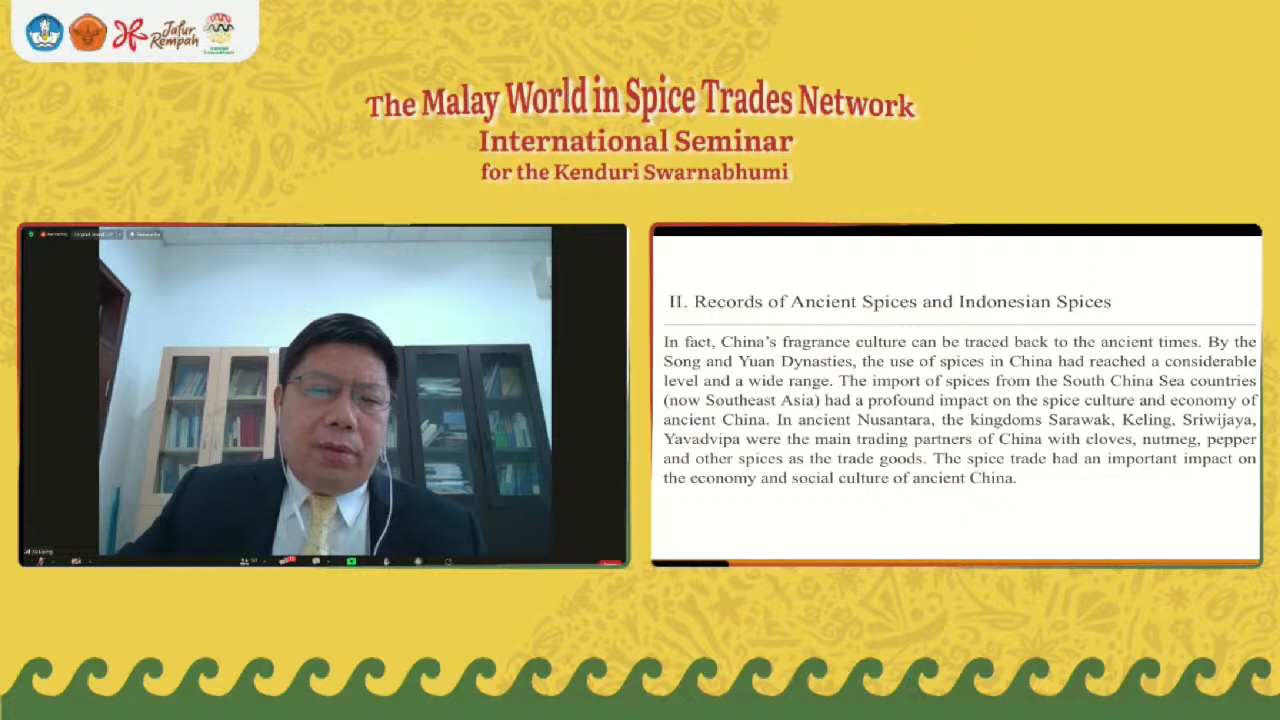 Jalur
Rempah
The Malay World in Spice Trades Network
International Seminar
for the Kenduri Swarnabhumi
II. Records of Ancient Spices and Indonesian Spices
In fact, China's fragrance culture can be traced back to the ancient times. By the
Song and Yuan Dynasties, the use of spices in China had reached a considerable
level and a wide range. The import of spices from the South China Sea countries
(now Southeast Asia) had a profound impact on the spice culture and economy of
ancient China. In ancient Nusantara, the kingdoms Sarawak, Keling, Sriwijaya,
Yavadvipa were the main trading partners of China with cloves, nutmeg, pepper
and other spices as the trade goods. The spice trade had an important impact on
the economy and social culture of ancient China.